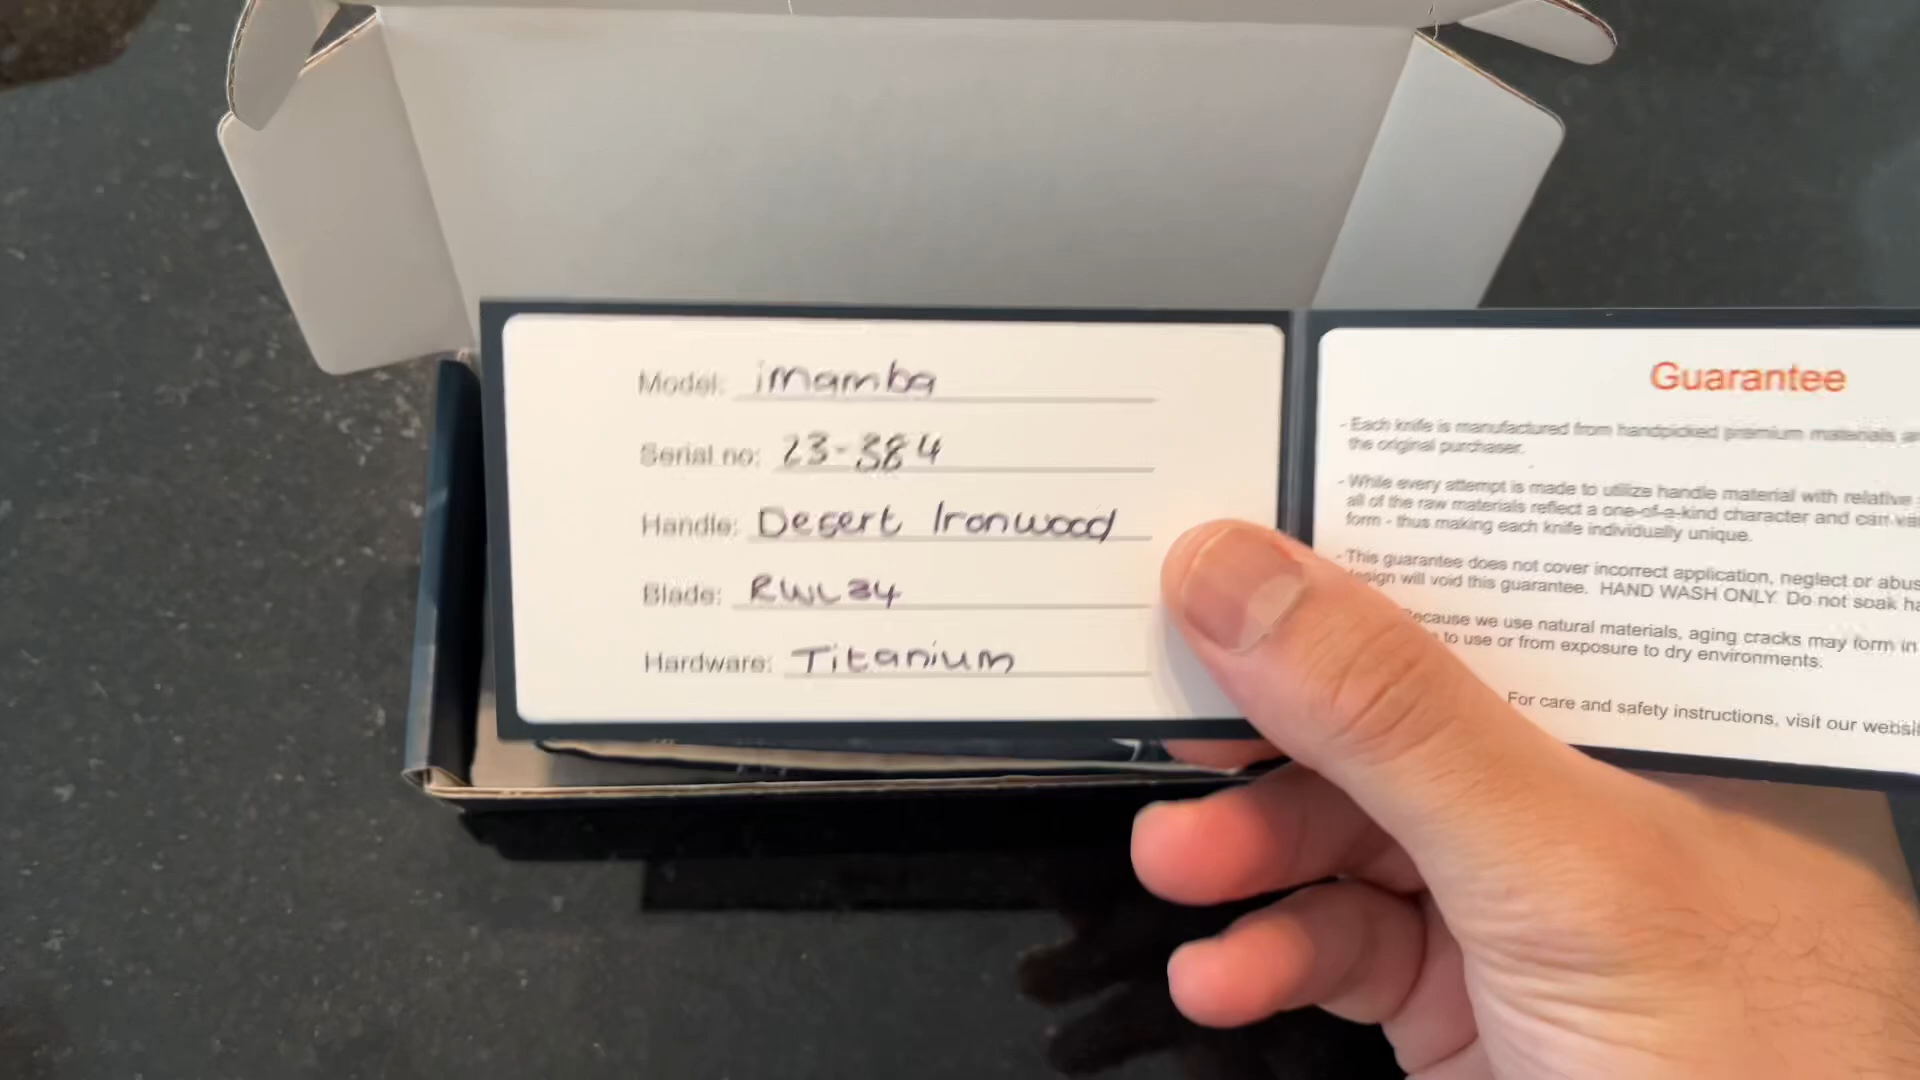 Model: imamba
Serial no: 23-384
Handle: Desert Ironwood
Blade: RWL34
Hardware: Titanium
Guarantee
- Each knife is manufactured from handpicked premium materials
the original purchaser.
- While every attempt is made to utilize handle material with relative
all of the raw materials reflect a one-of-a-kind character and can
form - thus making each knife individually unique.
- This guarantee does not cover incorrect application, neglect or
will void this guarantee. HAND WASH ONLY. Do not soak
we use natural materials, aging cracks may form in
to use or from exposure to dry environments.
For care and safety instructions, visit our